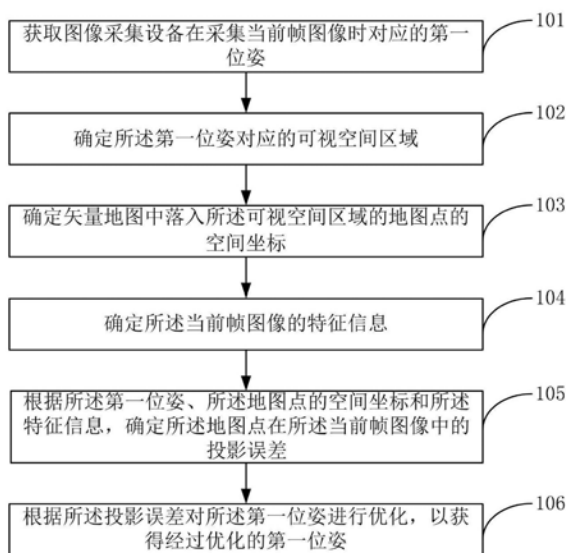 获取图像采集设备在采集当前帧图像时对应的第一
位姿
101
确定所述第一位姿对应的可视空间区域
102
确定矢量地图中落入所述可视空间区域的地图点的
空间坐标
103
确定所述当前帧图像的特征信息
104
根据所述第一位姿、所述地图点的空间坐标和所述
特征信息，确定所述地图点在所述当前帧图像中的
投影误差
105
根据所述投影误差对所述第一位姿进行优化，以获
得经过优化的第一位姿
106